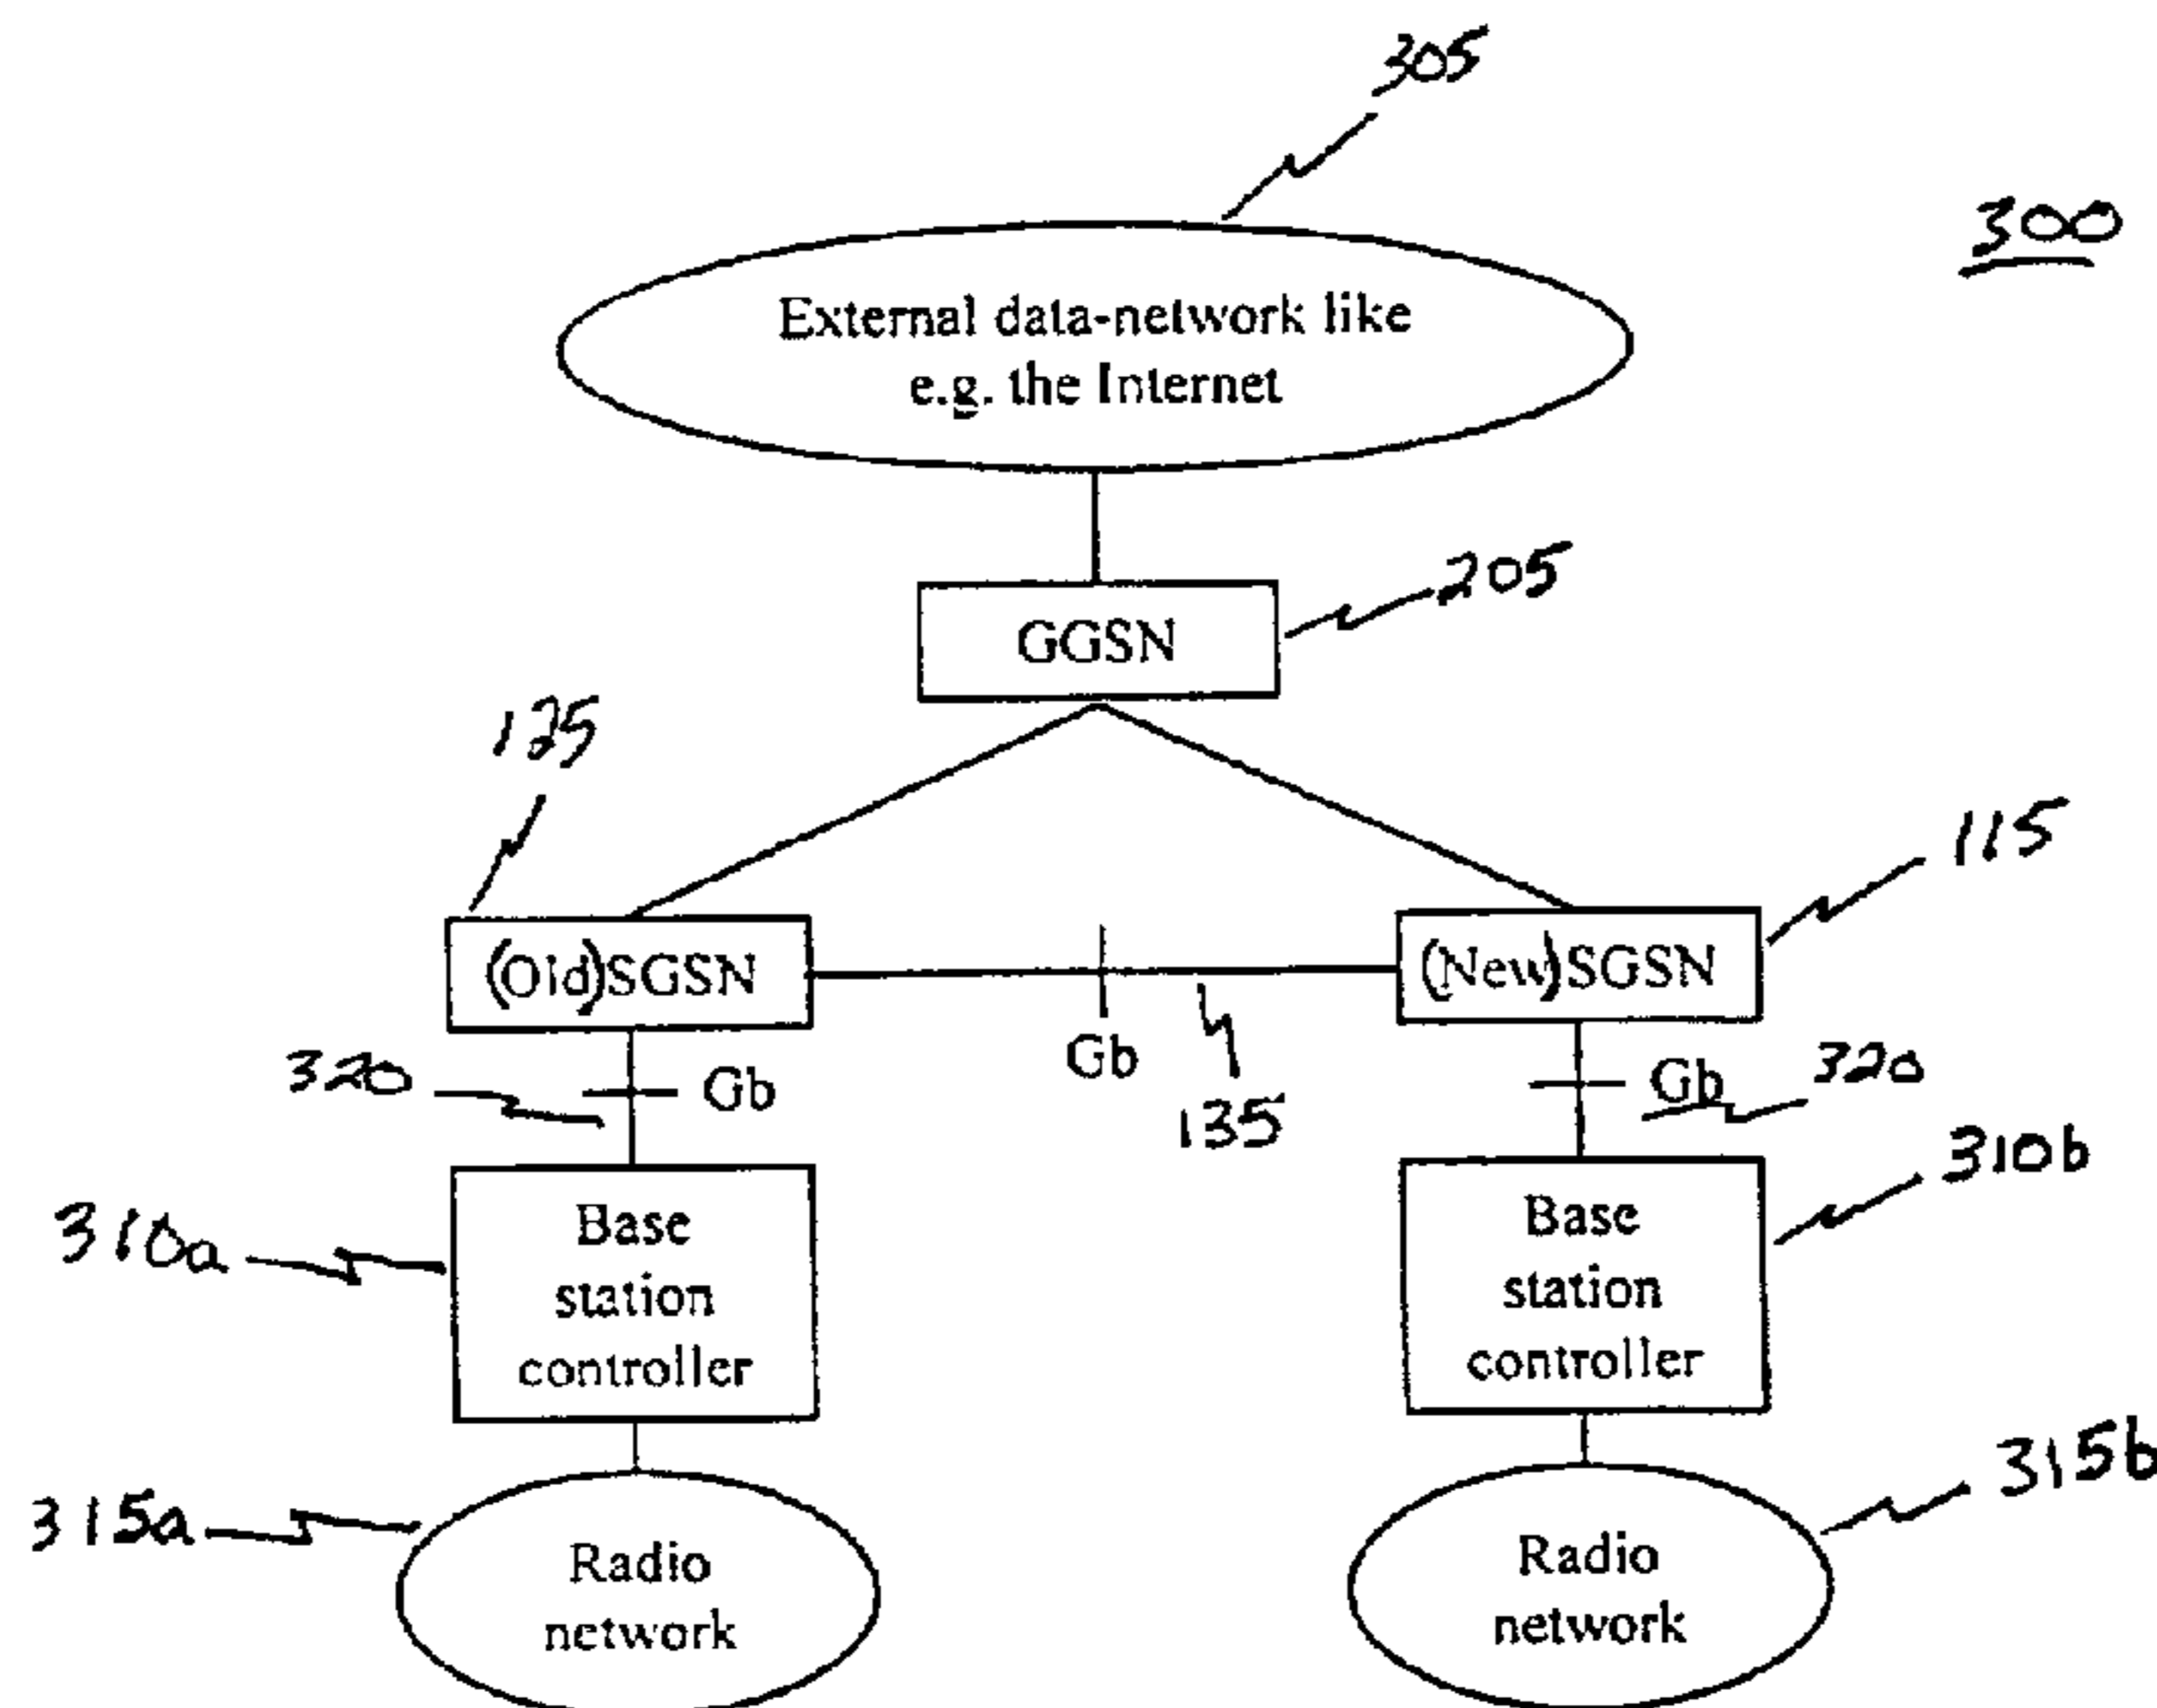 305
300
External data-network like
e.g. the Internet
205
GGSN
125
115
(Old)SGSN
(New)SGSN
Gb
135
320
Gb
Gb
320
310a
Base
station
controller
310b
Base
station
controller
315a
Radio
network
315b
Radio
network